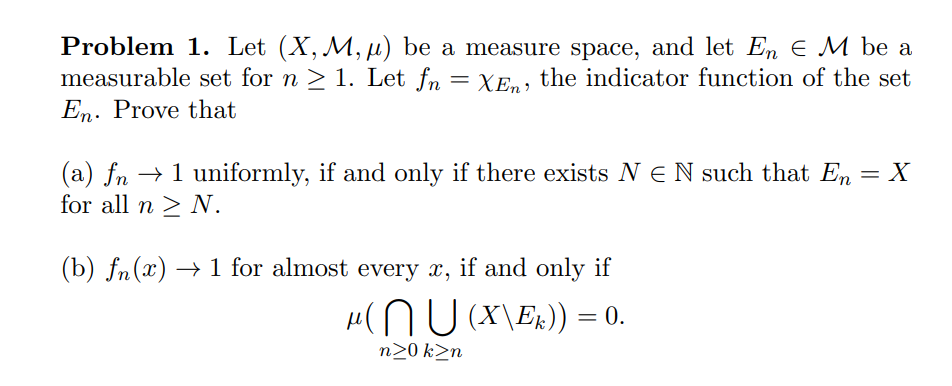 Problem 1. Let (X, ℳ, μ) be a measure space, and let Eₙ ∈ ℳ be a
measurable set for n ≥ 1. Let fₙ = χ_{Eₙ}, the indicator function of the set
Eₙ. Prove that
(a) fₙ → 1 uniformly, if and only if there exists N ∈ ℕ such that Eₙ = X
for all n ≥ N.
(b) fₙ(x) → 1 for almost every x, if and only if
μ(⋂_{n≥0} ⋃_{k≥n} (X\Eₖ)) = 0.